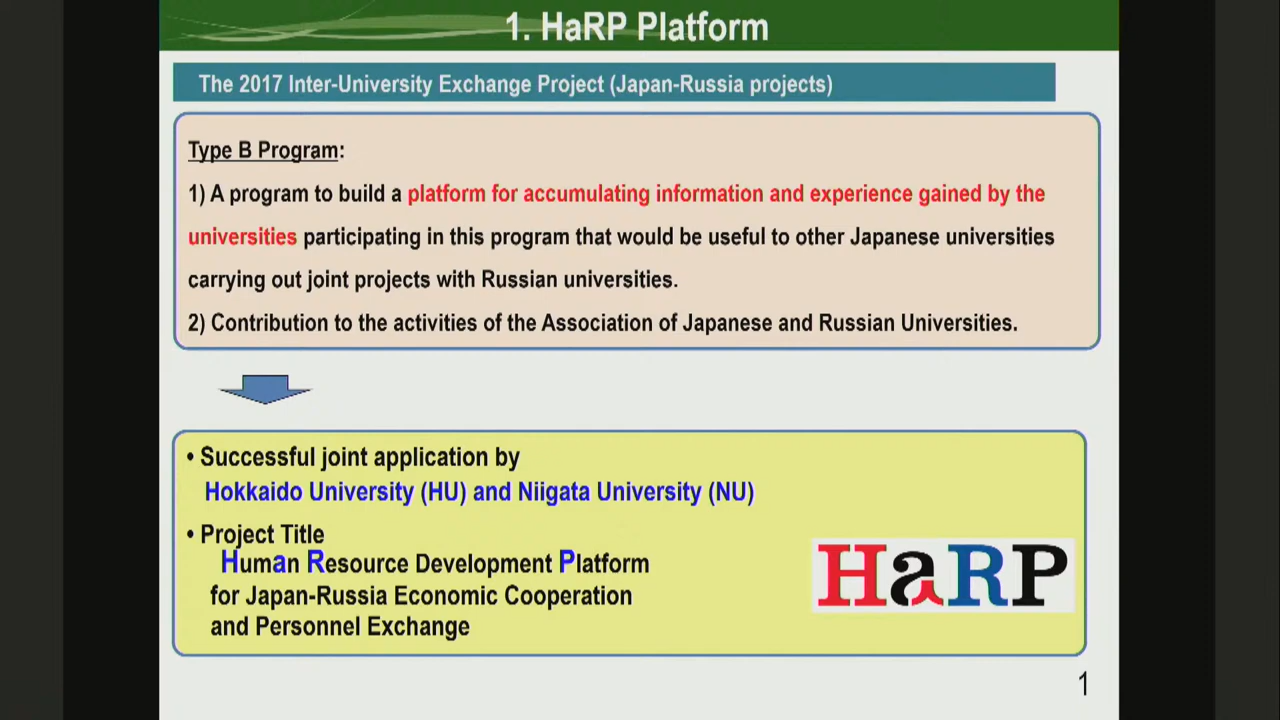 1. HaRP Platform
The 2017 Inter-University Exchange Project (Japan-Russia projects)
Type B Program:
1) A program to build a platform for accumulating information and experience gained by the
universities participating in this program that would be useful to other Japanese universities
carrying out joint projects with Russian universities.
2) Contribution to the activities of the Association of Japanese and Russian Universities.
• Successful joint application by
Hokkaido University (HU) and Niigata University (NU)
• Project Title
Human Resource Development Platform
for Japan-Russia Economic Cooperation
and Personnel Exchange
HaRP
1